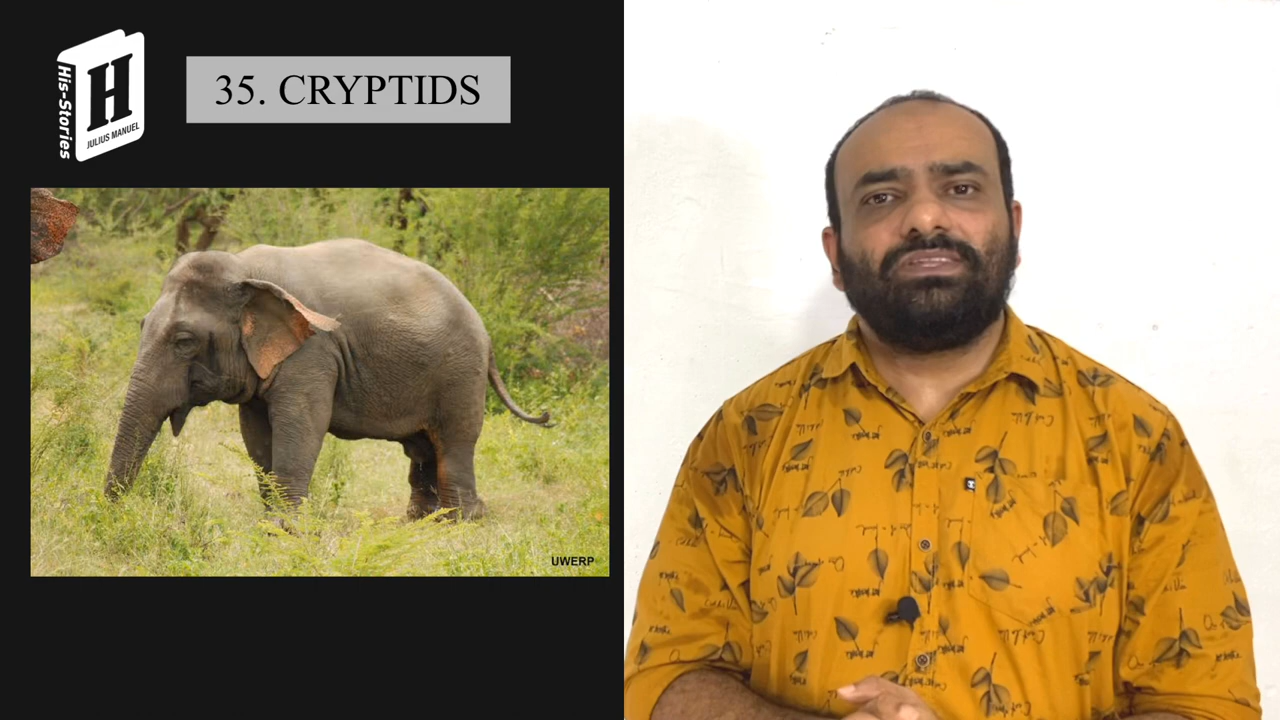 His-Stories
H
JULIUS MANUEL
35. CRYPTIDS
UWERP